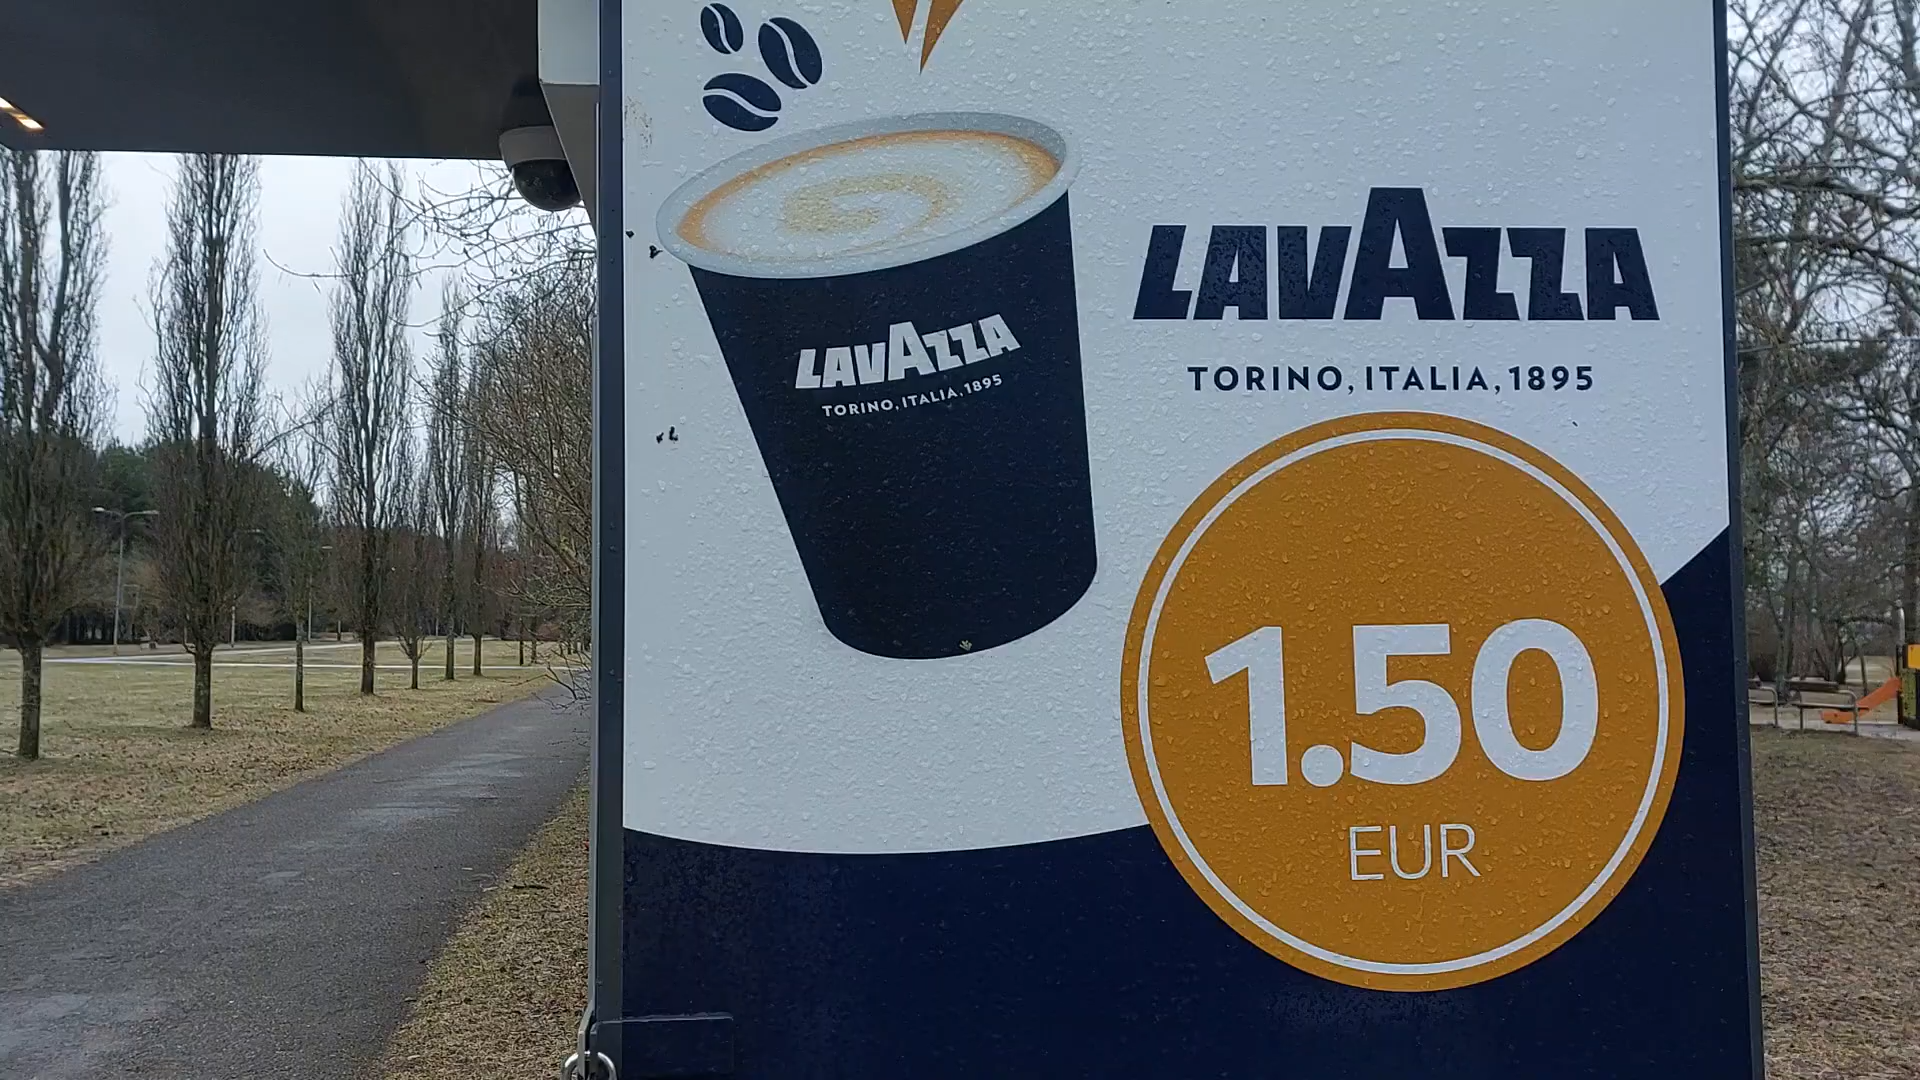 LAVAZZA
TORINO, ITALIA, 1895
LAVAZZA
TORINO, ITALIA, 1895
1.50
EUR